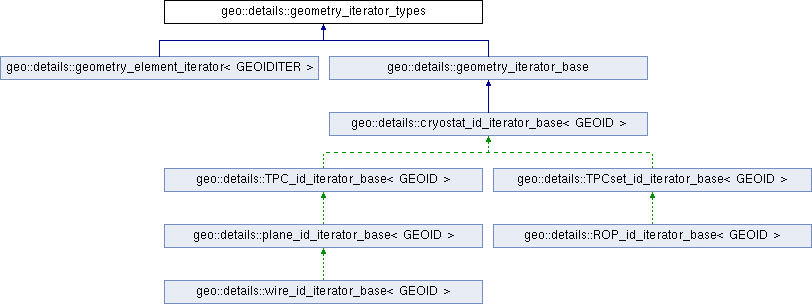 geo::details::geometry_iterator_types
geo::details::geometry_element_iterator< GEOIDITER >
geo::details::geometry_iterator_base
geo::details::cryostat_id_iterator_base< GEOID >
geo::details::TPC_id_iterator_base< GEOID >
geo::details::TPCset_id_iterator_base< GEOID >
geo::details::plane_id_iterator_base< GEOID >
geo::details::ROP_id_iterator_base< GEOID >
geo::details::wire_id_iterator_base< GEOID >